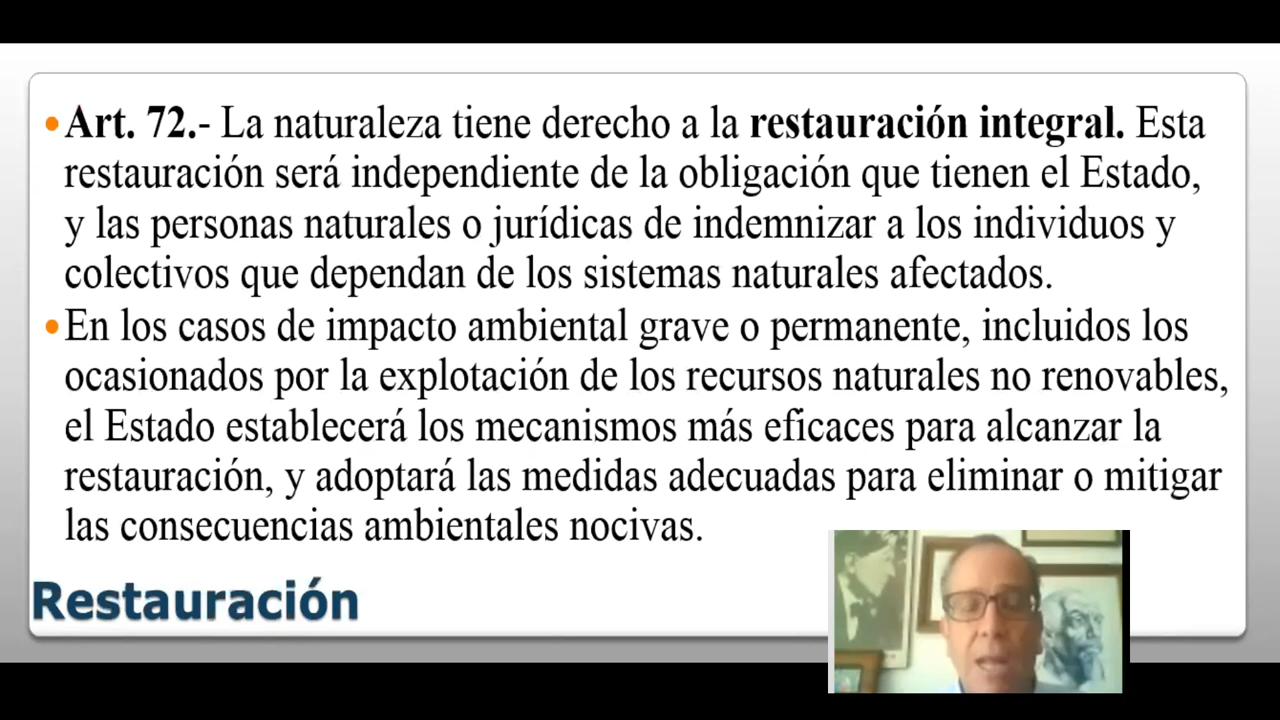 •Art. 72.- La naturaleza tiene derecho a la restauración integral. Esta
restauración será independiente de la obligación que tienen el Estado,
y las personas naturales o jurídicas de indemnizar a los individuos y
colectivos que dependan de los sistemas naturales afectados.
•En los casos de impacto ambiental grave o permanente, incluidos los
ocasionados por la explotación de los recursos naturales no renovables,
el Estado establecerá los mecanismos más eficaces para alcanzar la
restauración, y adoptará las medidas adecuadas para eliminar o mitigar
las consecuencias ambientales nocivas.
Restauración